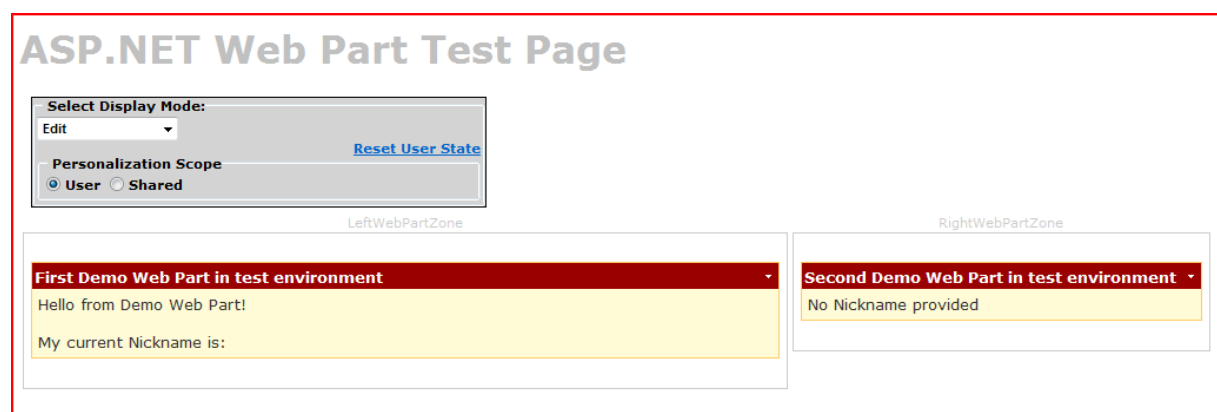 ASP.NET Web Part Test Page
Select Display Mode:
Edit
Reset User State
Personalization Scope
User Shared
LeftWebPartZone
RightWebPartZone
First Demo Web Part in test environment
Hello from Demo Web Part!
My current Nickname is:
Second Demo Web Part in test environment
No Nickname provided